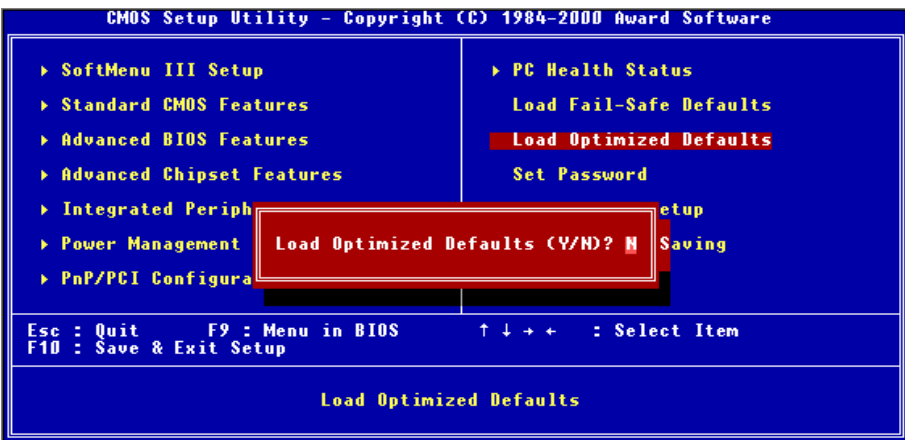 CMOS Setup Utility - Copyright (C) 1984-2000 Award Software
▸ SoftMenu III Setup
▸ Standard CMOS Features
▸ Advanced BIOS Features
▸ Advanced Chipset Features
▸ Integrated Periph
▸ Power Management
▸ PnP/PCI Configura
▸ PC Health Status
Load Fail-Safe Defaults
Load Optimized Defaults
Set Password
etup
Saving
Load Optimized Defaults (Y/N)? N
Esc : Quit F9 : Menu in BIOS ↑ ↓ → ← : Select Item
F10 : Save & Exit Setup
Load Optimized Defaults